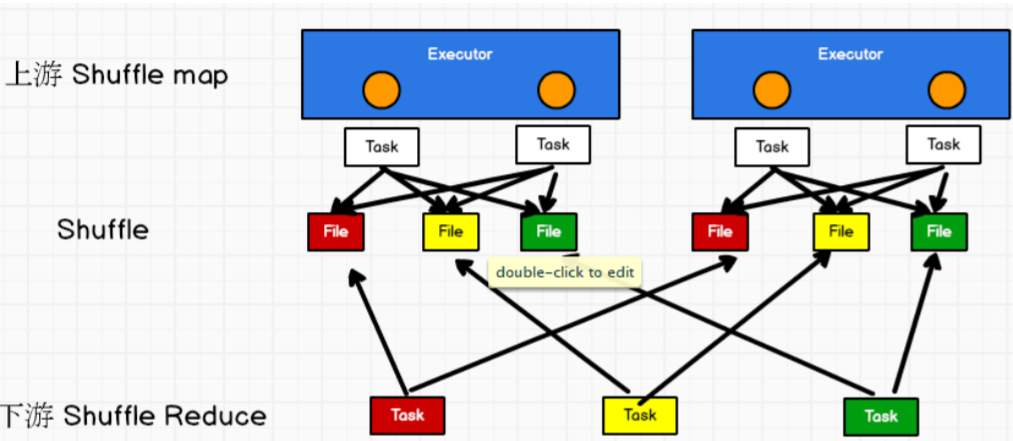 Executor Executor
上游 Shuffle map
Task Task Task Task
Shuffle File File File File File File
double-click to edit
下游 Shuffle Reduce Task Task Task